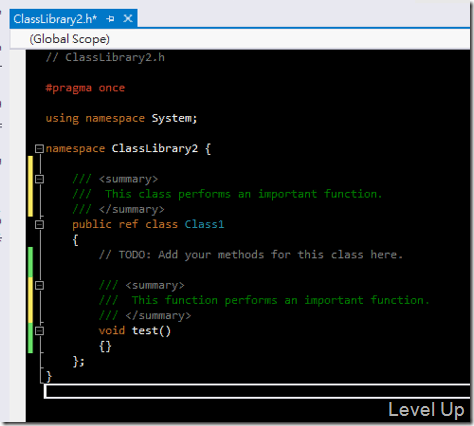 ClassLibrary2.h*
(Global Scope)
// ClassLibrary2.h
#pragma once
using namespace System;
namespace ClassLibrary2 {
/// <summary>
///  This class performs an important function.
/// </summary>
public ref class Class1
{
// TODO: Add your methods for this class here.
/// <summary>
///  This function performs an important function.
/// </summary>
void test()
{}
};
}
Level Up